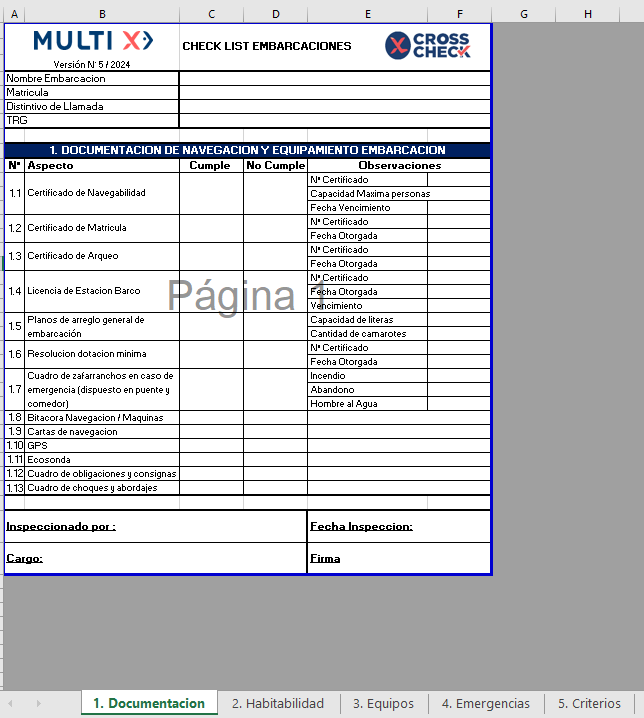 A B C D E F G H
MULTI X
CHECK LIST EMBARCACIONES
CROSS
CHECK
Versión N°5 / 2024
Nombre Embarcacion
Matricula
Distintivo de Llamada
TRG
1. DOCUMENTACION DE NAVEGACION Y EQUIPAMIENTO EMBARCACION
Nº Aspecto Cumple No Cumple Observaciones
1.1 Certificado de Navegabilidad
Nº Certificado
Capacidad Maxima personas
Fecha Vencimiento
1.2 Certificado de Matricula
Nº Certificado
Fecha Otorgada
1.3 Certificado de Arqueo
Nº Certificado
Fecha Otorgada
1.4 Licencia de Estacion Barco
Nº Certificado
Fecha Otorgada
Vencimiento
Página 1
1.5 Planos de arreglo general de
embarcación
Capacidad de literas
Cantidad de camarotes
1.6 Resolucion dotacion minima
Nº Certificado
Fecha Otorgada
1.7 Cuadro de zafarranchos en caso de
emergencia (dispuesto en puente y
comedor)
Incendio
Abandono
Hombre al Agua
1.8 Bitacora Navegacion / Maquinas
1.9 Cartas de navegacion
1.10 GPS
1.11 Ecosonda
1.12 Cuadro de obligaciones y consignas
1.13 Cuadro de choques y abordajes
Inspeccionado por : Fecha Inspeccion:
Cargo: Firma
1. Documentacion 2. Habitabilidad 3. Equipos 4. Emergencias 5. Criterios